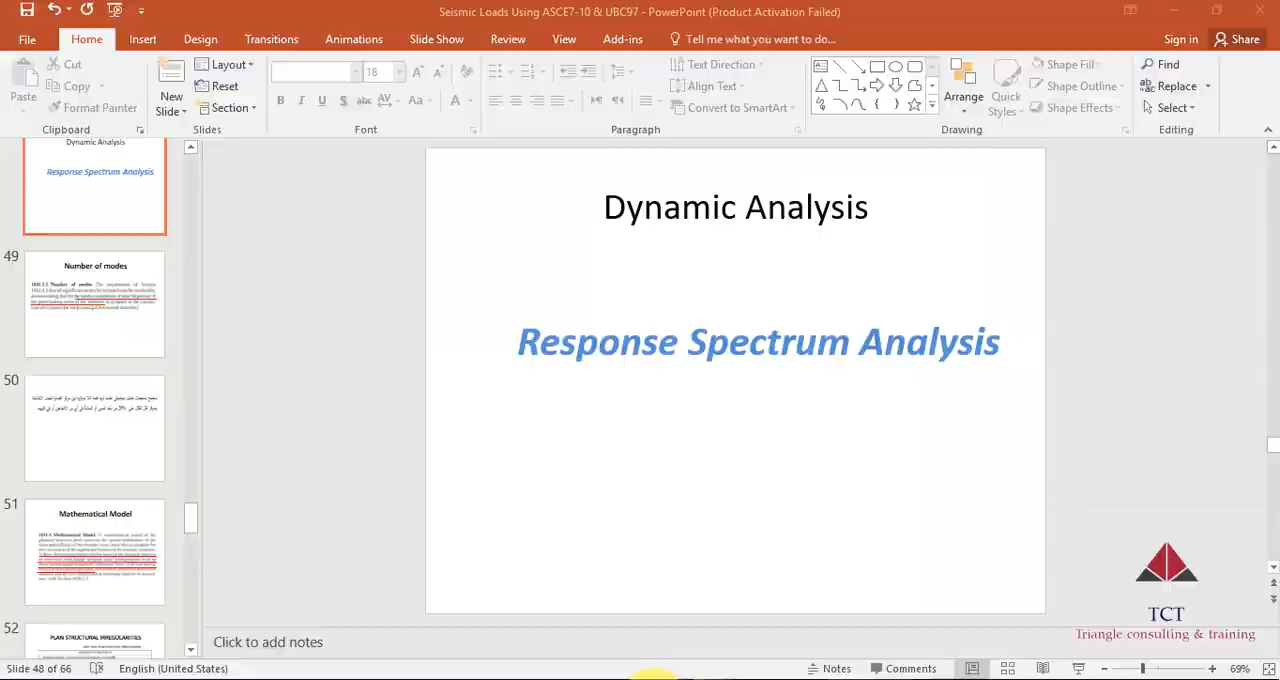 Seismic Loads Using ASCE7-10 & UBC97 - PowerPoint (Product Activation Failed)
File Home Insert Design Transitions Animations Slide Show Review View Add-ins Tell me what you want to do... Sign in Share
Paste
Cut
Copy
Format Painter
Clipboard
New Slide
Layout
Reset
Section
Slides
18
B I U S abc AV Aa A
Font
Text Direction
Align Text
Convert to SmartArt
Paragraph
Arrange
Quick Styles
Shape Fill
Shape Outline
Shape Effects
Drawing
Find
Replace
Select
Editing
Dynamic Analysis
Response Spectrum Analysis
49
Number of modes
50
51
Mathematical Model
52
PLAN STRUCTURAL IRREGULARITIES
Dynamic Analysis
Response Spectrum Analysis
TCT
Triangle consulting & training
Click to add notes
Slide 48 of 66 English (United States) Notes Comments 69%